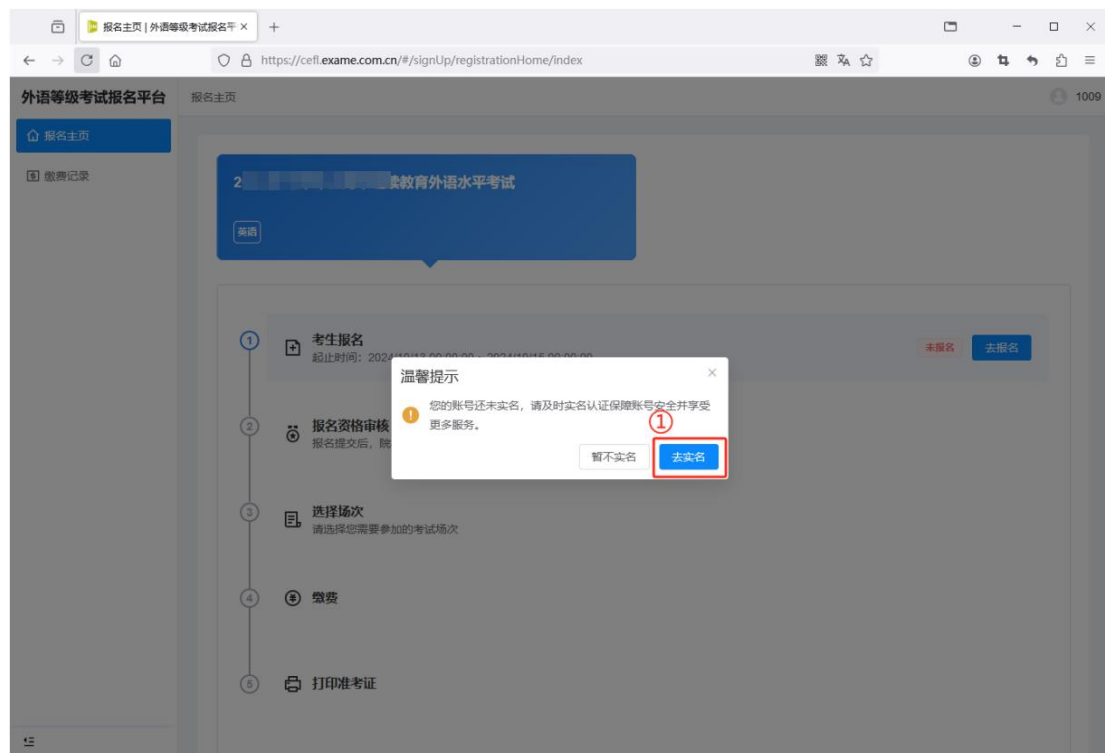 报名主页 | 外语等级考试报名平
https://cefl.exame.com.cn/#/signUp/registrationHome/index
外语等级考试报名平台
报名主页
1009
报名主页
缴费记录
2
读教育外语水平考试
英语
1
考生报名
起止时间：2024/10/13 00:00:00 - 2024/10/15 00:00:00
未报名
去报名
温馨提示
您的账号还未实名，请及时实名认证保障账号安全并享受
更多服务。
①
暂不实名
去实名
2
报名资格审核
报名提交后，院
3
选择场次
请选择您需要参加的考试场次
4
缴费
5
打印准考证